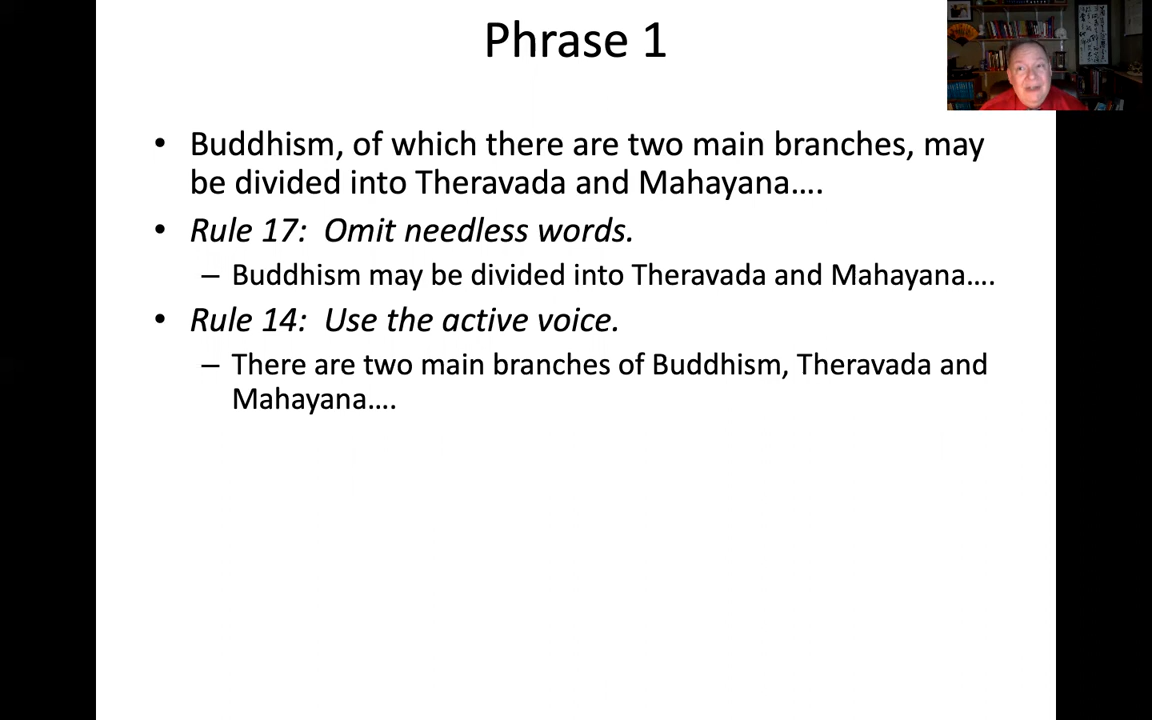 Phrase 1
• Buddhism, of which there are two main branches, may
be divided into Theravada and Mahayana….
• Rule 17:  Omit needless words.
– Buddhism may be divided into Theravada and Mahayana….
• Rule 14:  Use the active voice.
– There are two main branches of Buddhism, Theravada and
Mahayana….